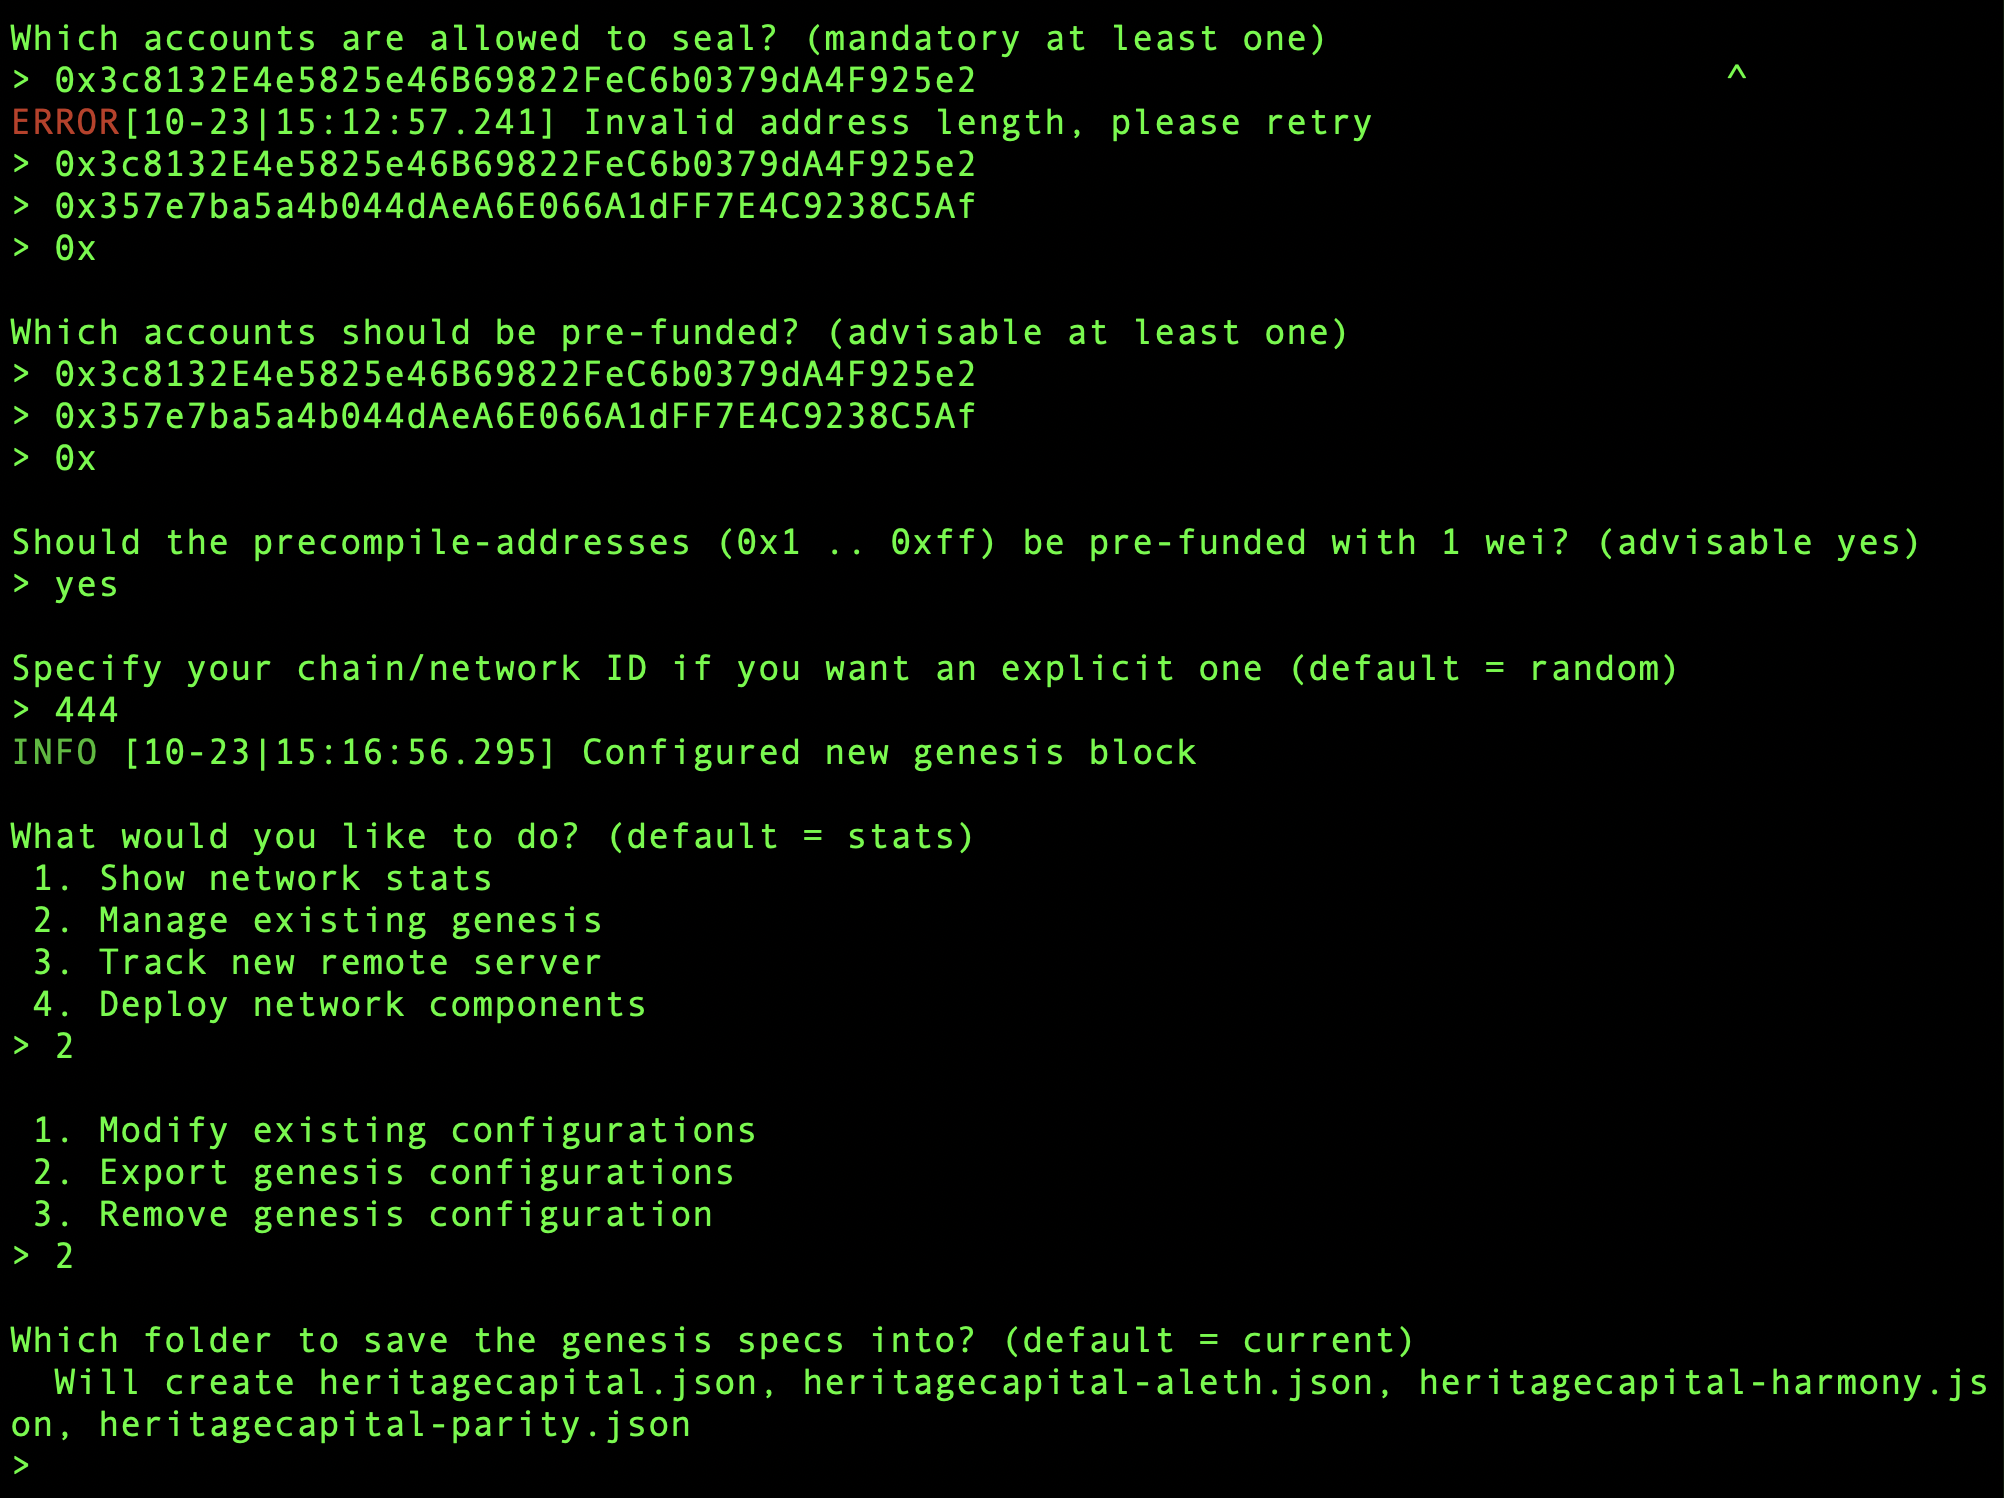 Which accounts are allowed to seal? (mandatory at least one)
> 0x3c8132E4e5825e46B69822FeC6b0379dA4F925e2 ^
ERROR[10-23|15:12:57.241] Invalid address length, please retry
> 0x3c8132E4e5825e46B69822FeC6b0379dA4F925e2
> 0x357e7ba5a4b044dAeA6E066A1dFF7E4C9238C5Af
> 0x
Which accounts should be pre-funded? (advisable at least one)
> 0x3c8132E4e5825e46B69822FeC6b0379dA4F925e2
> 0x357e7ba5a4b044dAeA6E066A1dFF7E4C9238C5Af
> 0x
Should the precompile-addresses (0x1 .. 0xff) be pre-funded with 1 wei? (advisable yes)
> yes
Specify your chain/network ID if you want an explicit one (default = random)
> 444
INFO [10-23|15:16:56.295] Configured new genesis block
What would you like to do? (default = stats)
1. Show network stats
2. Manage existing genesis
3. Track new remote server
4. Deploy network components
> 2
1. Modify existing configurations
2. Export genesis configurations
3. Remove genesis configuration
> 2
Which folder to save the genesis specs into? (default = current)
Will create heritagecapital.json, heritagecapital-aleth.json, heritagecapital-harmony.js
on, heritagecapital-parity.json
>